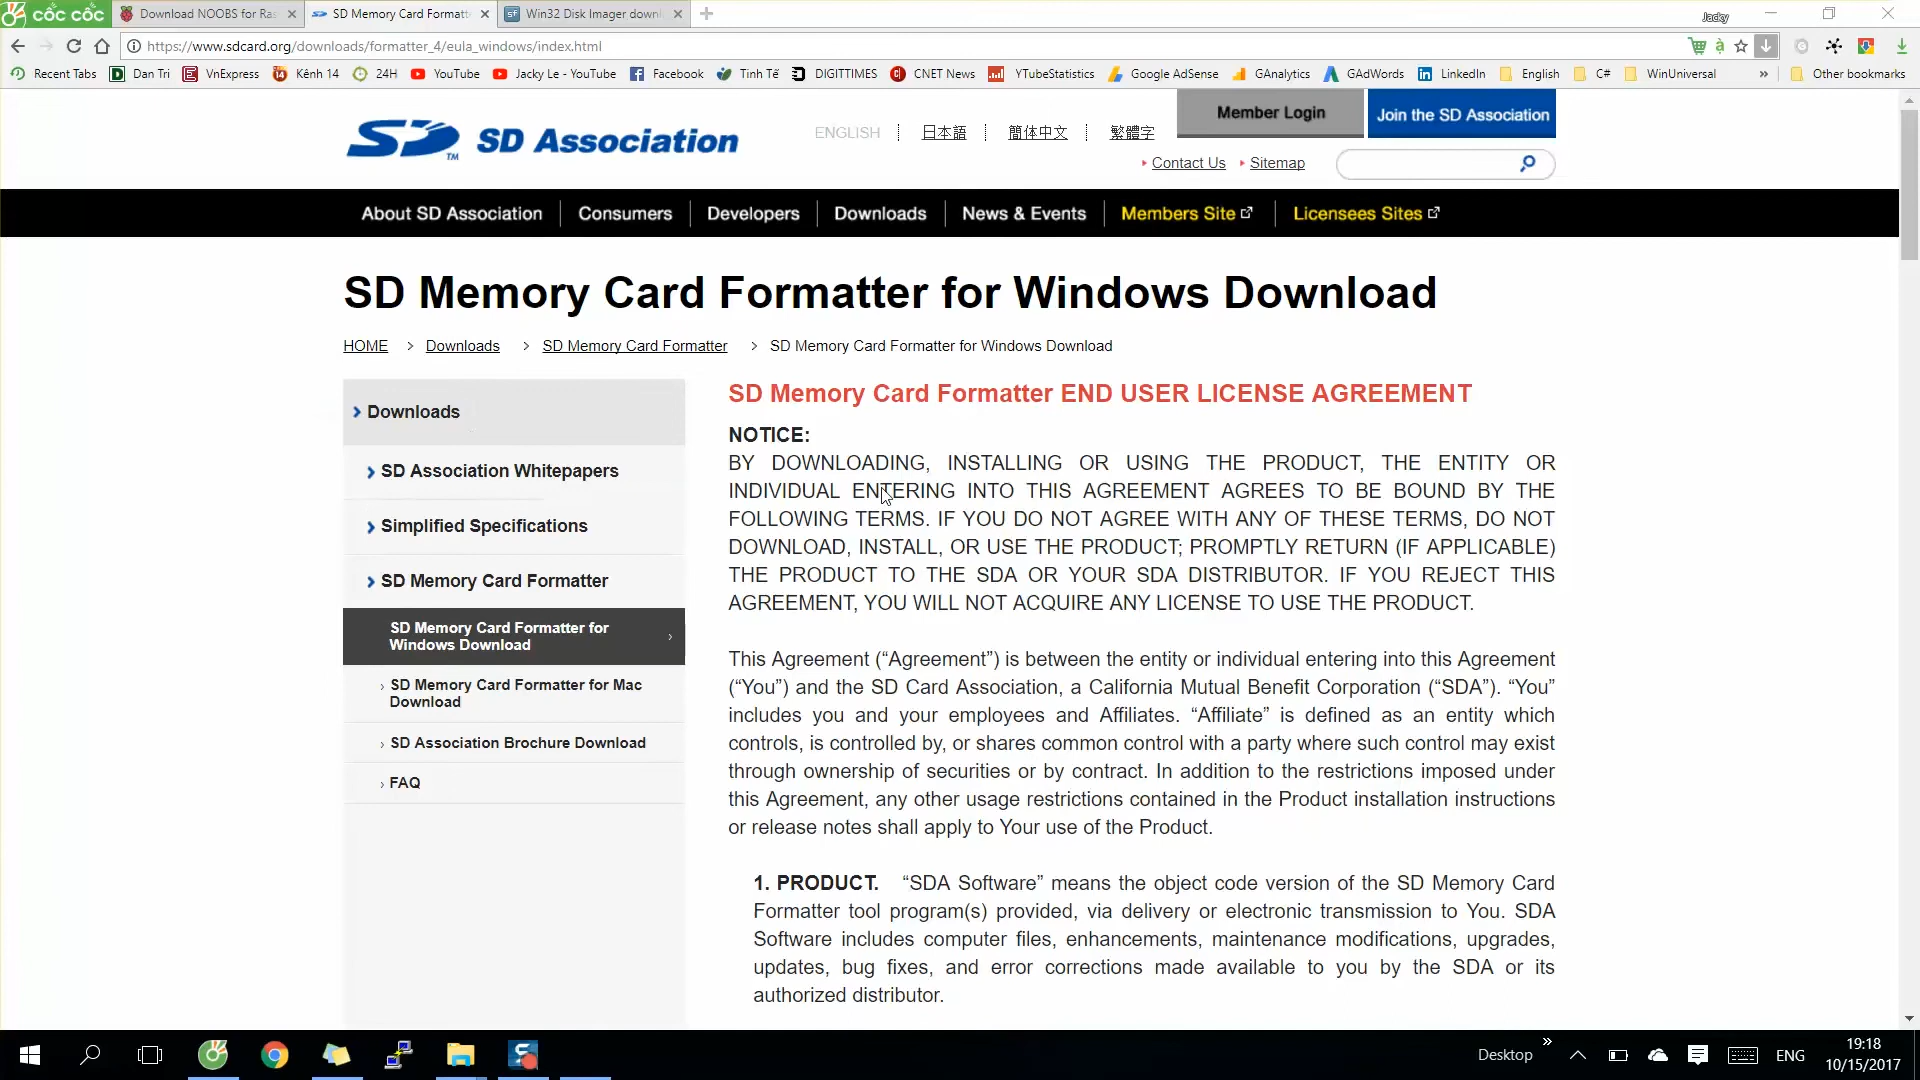 cốc cốc
Download NOOBS for Ras
SD Memory Card Formatte
Win32 Disk Imager downl
Jacky
https://www.sdcard.org/downloads/formatter_4/eula_windows/index.html
Recent Tabs
Dan Tri
VnExpress
Kênh 14
24H
YouTube
Jacky Le - YouTube
Facebook
Tinh Tế
DIGITTIMES
CNET News
YTubeStatistics
Google AdSense
GAnalytics
GAdWords
LinkedIn
English
C#
WinUniversal
»
Other bookmarks
SD TM SD Association
ENGLISH
日本語
简体中文
繁體字
Member Login
Join the SD Association
Contact Us
Sitemap
About SD Association
Consumers
Developers
Downloads
News & Events
Members Site
Licensees Sites
SD Memory Card Formatter for Windows Download
HOME > Downloads > SD Memory Card Formatter > SD Memory Card Formatter for Windows Download
Downloads
SD Association Whitepapers
Simplified Specifications
SD Memory Card Formatter
SD Memory Card Formatter for
Windows Download
SD Memory Card Formatter for Mac
Download
SD Association Brochure Download
FAQ
SD Memory Card Formatter END USER LICENSE AGREEMENT
NOTICE:
BY DOWNLOADING, INSTALLING OR USING THE PRODUCT, THE ENTITY OR
INDIVIDUAL ENTERING INTO THIS AGREEMENT AGREES TO BE BOUND BY THE
FOLLOWING TERMS. IF YOU DO NOT AGREE WITH ANY OF THESE TERMS, DO NOT
DOWNLOAD, INSTALL, OR USE THE PRODUCT; PROMPTLY RETURN (IF APPLICABLE)
THE PRODUCT TO THE SDA OR YOUR SDA DISTRIBUTOR. IF YOU REJECT THIS
AGREEMENT, YOU WILL NOT ACQUIRE ANY LICENSE TO USE THE PRODUCT.
This Agreement (“Agreement”) is between the entity or individual entering into this Agreement
(“You”) and the SD Card Association, a California Mutual Benefit Corporation (“SDA”). “You”
includes you and your employees and Affiliates. “Affiliate” is defined as an entity which
controls, is controlled by, or shares common control with a party where such control may exist
through ownership of securities or by contract. In addition to the restrictions imposed under
this Agreement, any other usage restrictions contained in the Product installation instructions
or release notes shall apply to Your use of the Product.
1. PRODUCT. “SDA Software” means the object code version of the SD Memory Card
Formatter tool program(s) provided, via delivery or electronic transmission to You. SDA
Software includes computer files, enhancements, maintenance modifications, upgrades,
updates, bug fixes, and error corrections made available to you by the SDA or its
authorized distributor.
Desktop
»
ENG
19:18
10/15/2017